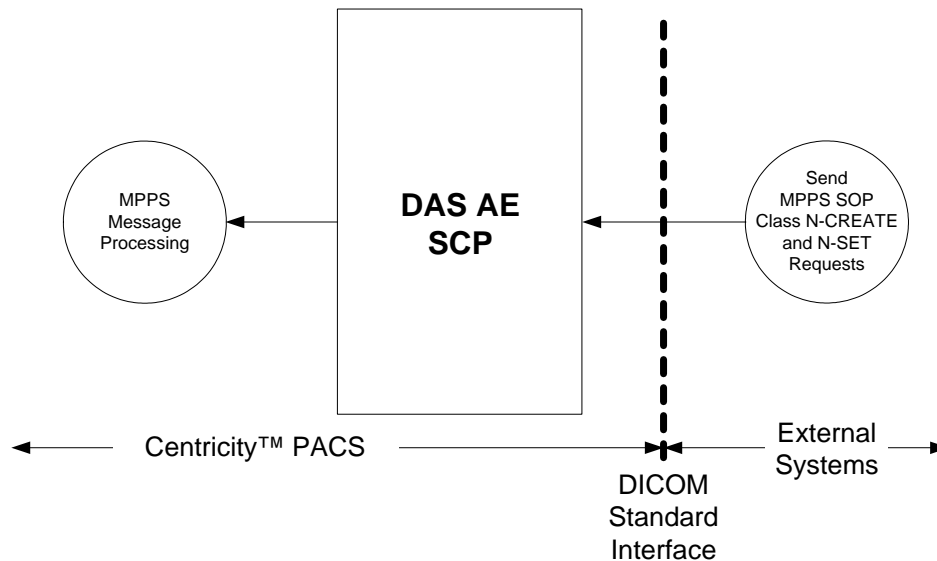 MPPS
Message
Processing
DAS AE
SCP
Send
MPPS SOP
Class N-CREATE
and N-SET
Requests
Centricity™ PACS
External
Systems
DICOM
Standard
Interface